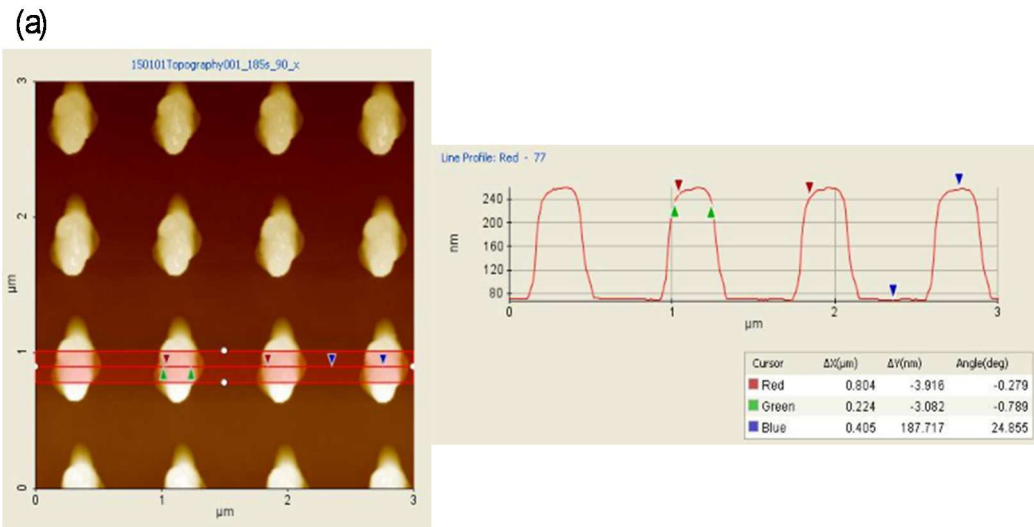 (a)
150101Topography001_185s_90_x
3
2
1
0
µm
0 1 2 3
µm
Line Profile: Red - 77
240
200
160
120
80
nm
0 1 2 3
µm
Cursor ΔX(µm) ΔY(nm) Angle(deg)
Red 0.804 -3.916 -0.279
Green 0.224 -3.082 -0.789
Blue 0.405 187.717 24.855